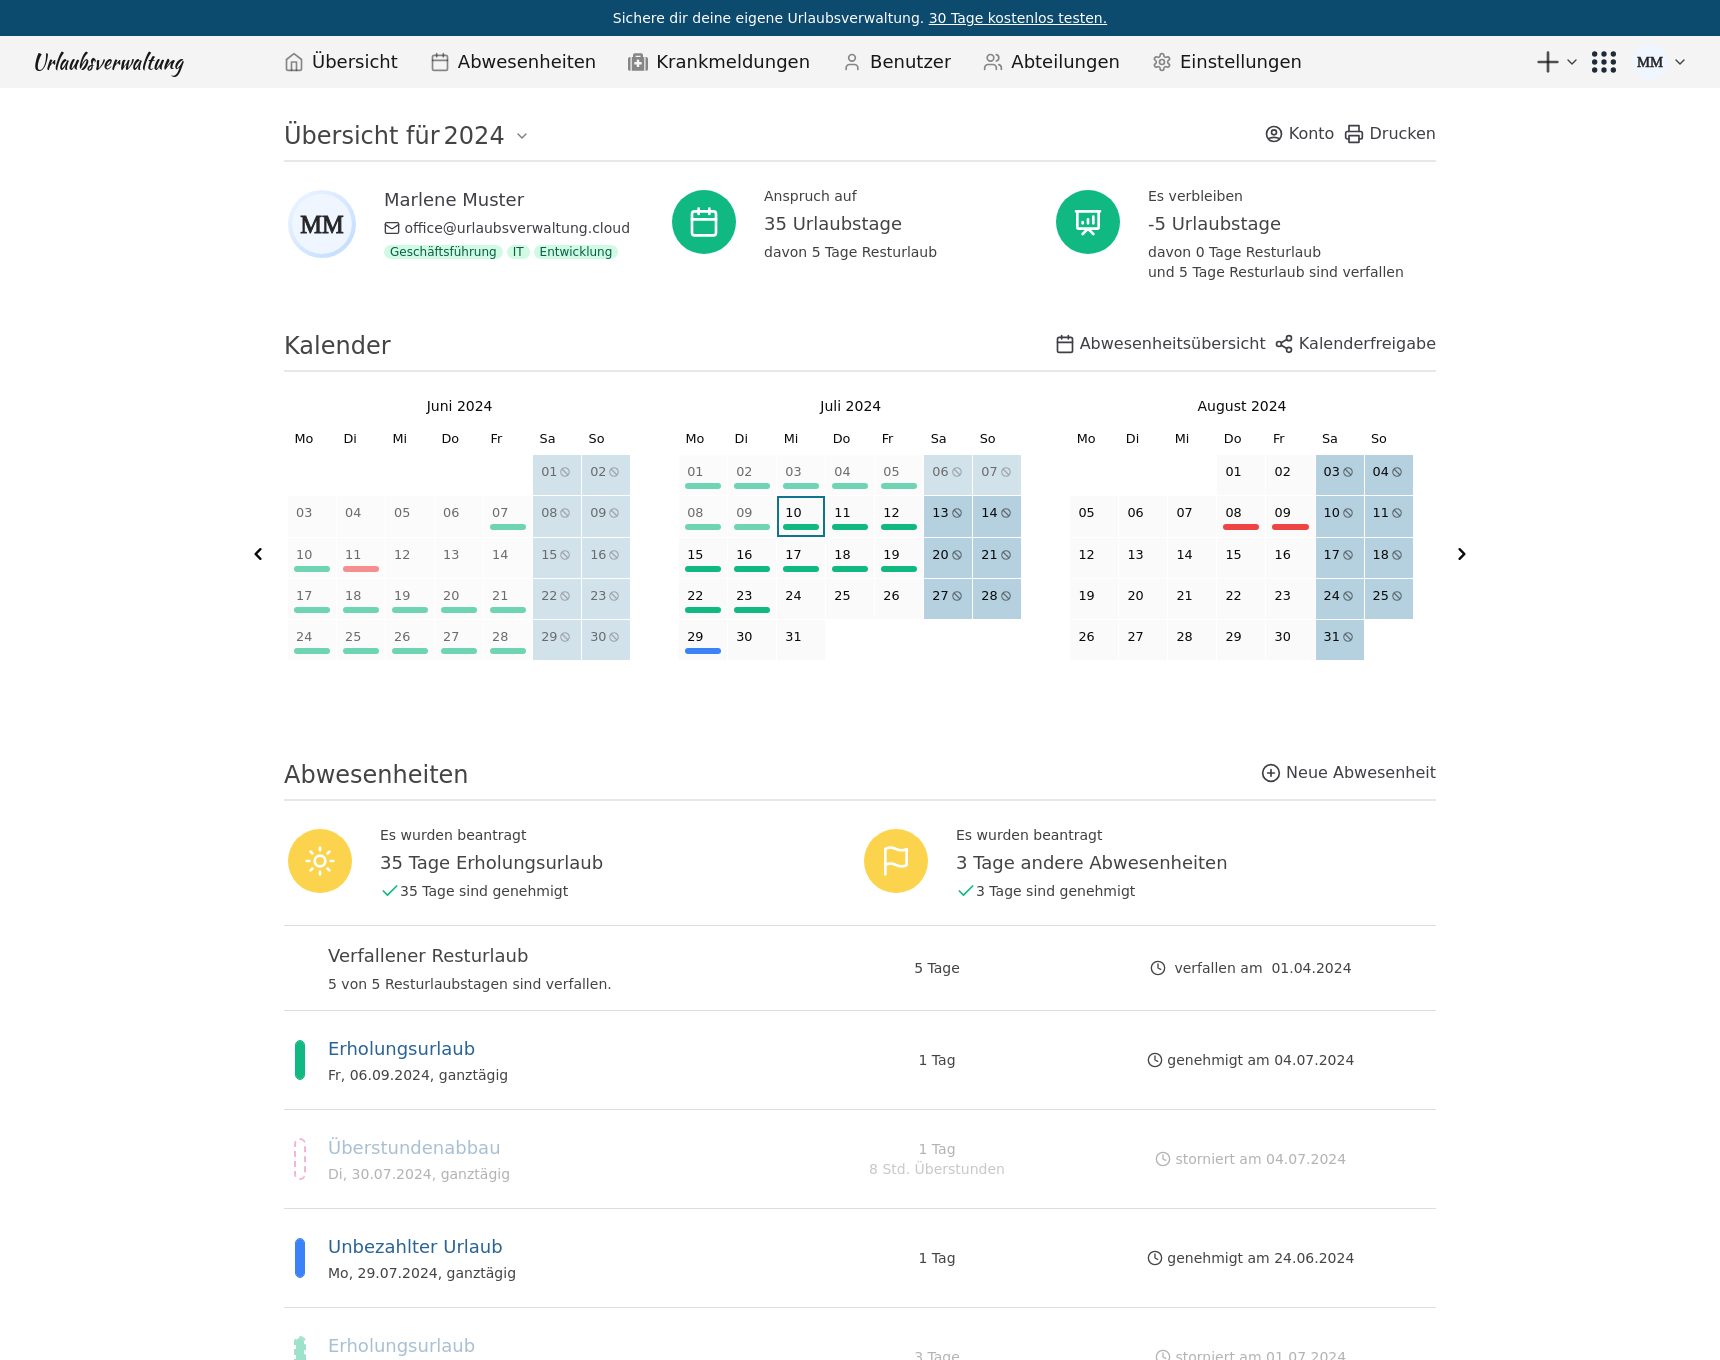 Sichere dir deine eigene Urlaubsverwaltung. 30 Tage kostenlos testen.
Urlaubsverwaltung Übersicht Abwesenheiten Krankmeldungen Benutzer Abteilungen Einstellungen MM
Übersicht für 2024 Konto Drucken
MM
Marlene Muster
office@urlaubsverwaltung.cloud
Geschäftsführung IT Entwicklung
Anspruch auf
35 Urlaubstage
davon 5 Tage Resturlaub
Es verbleiben
-5 Urlaubstage
davon 0 Tage Resturlaub
und 5 Tage Resturlaub sind verfallen
Kalender Abwesenheitsübersicht Kalenderfreigabe
Juni 2024
Mo Di Mi Do Fr Sa So
01 02
03 04 05 06 07 08 09
10 11 12 13 14 15 16
17 18 19 20 21 22 23
24 25 26 27 28 29 30
Juli 2024
Mo Di Mi Do Fr Sa So
01 02 03 04 05 06 07
08 09 10 11 12 13 14
15 16 17 18 19 20 21
22 23 24 25 26 27 28
29 30 31
August 2024
Mo Di Mi Do Fr Sa So
01 02 03 04
05 06 07 08 09 10 11
12 13 14 15 16 17 18
19 20 21 22 23 24 25
26 27 28 29 30 31
Abwesenheiten Neue Abwesenheit
Es wurden beantragt
35 Tage Erholungsurlaub
35 Tage sind genehmigt
Es wurden beantragt
3 Tage andere Abwesenheiten
3 Tage sind genehmigt
Verfallener Resturlaub
5 von 5 Resturlaubstagen sind verfallen.
5 Tage
verfallen am 01.04.2024
Erholungsurlaub
Fr, 06.09.2024, ganztägig
1 Tag
genehmigt am 04.07.2024
Überstundenabbau
Di, 30.07.2024, ganztägig
1 Tag
8 Std. Überstunden
storniert am 04.07.2024
Unbezahlter Urlaub
Mo, 29.07.2024, ganztägig
1 Tag
genehmigt am 24.06.2024
Erholungsurlaub
3 Tage
storniert am 01.07.2024